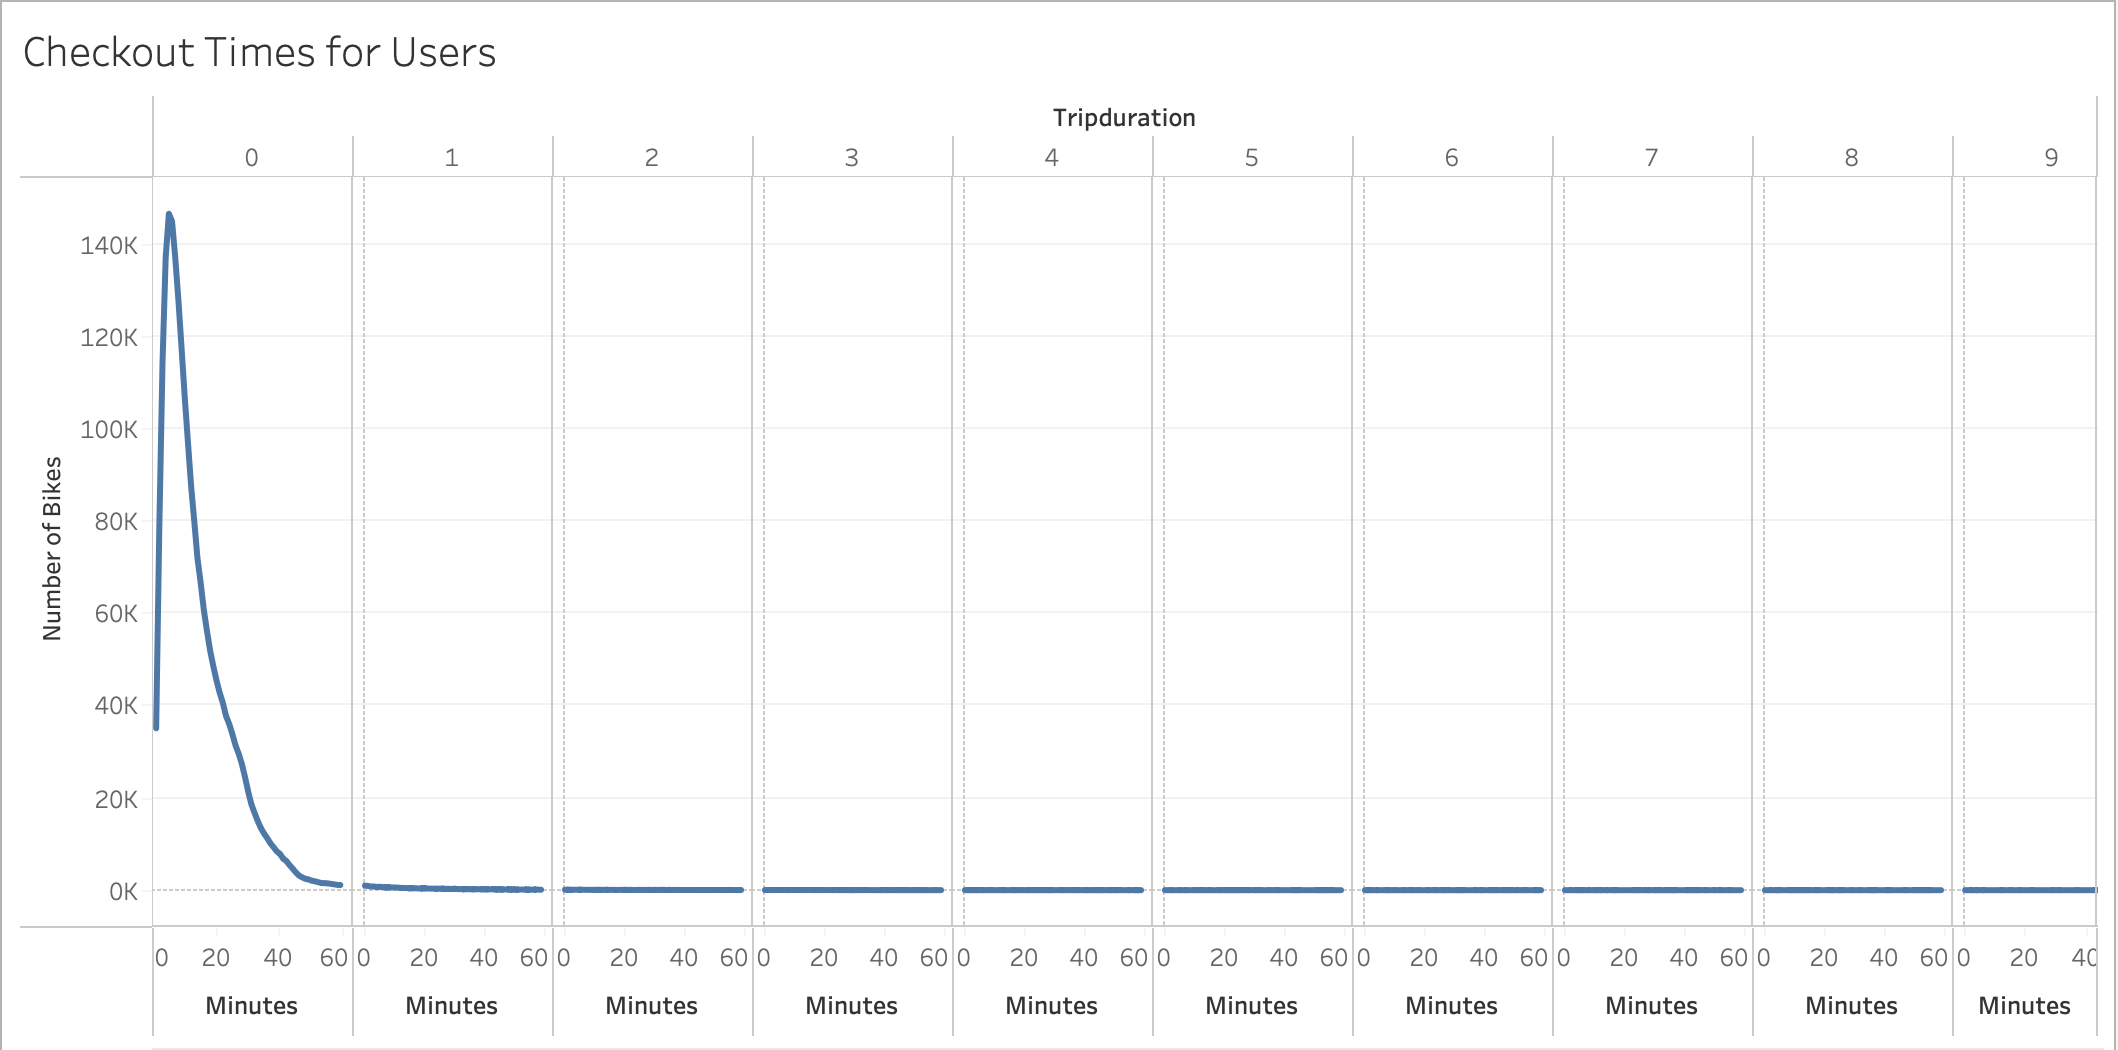 Checkout Times for Users
Tripduration
0 1 2 3 4 5 6 7 8 9
Number of Bikes
140K
120K
100K
80K
60K
40K
20K
0K
0 20 40 60 0 20 40 60 0 20 40 60 0 20 40 60 0 20 40 60 0 20 40 60 0 20 40 60 0 20 40 60 0 20 40 60 0 20 40
Minutes Minutes Minutes Minutes Minutes Minutes Minutes Minutes Minutes Minutes